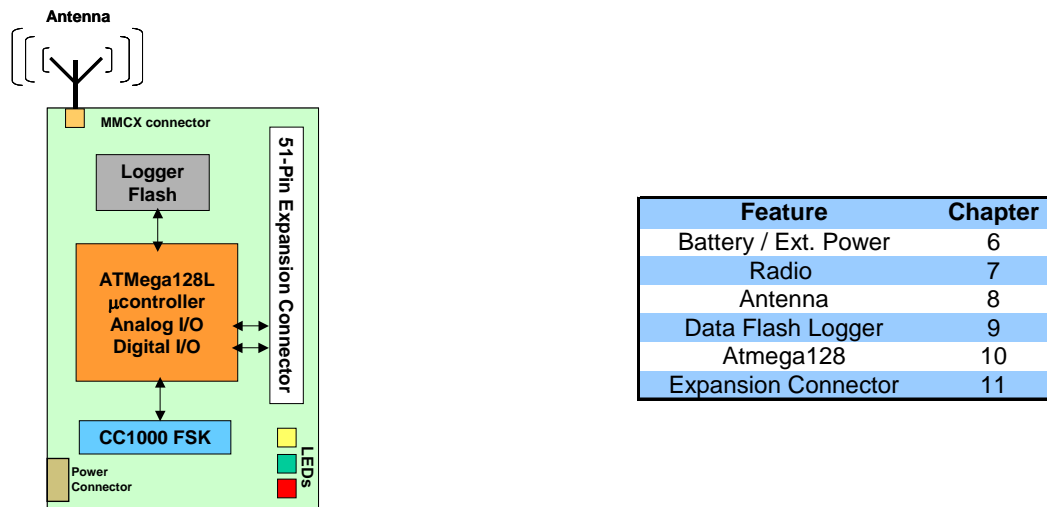 Antenna
MMCX connector
Logger
Flash
51-Pin Expansion Connector
ATMega128L
μcontroller
Analog I/O
Digital I/O
CC1000 FSK
LEDs
Power
Connector
Feature Chapter
Battery / Ext. Power 6
Radio 7
Antenna 8
Data Flash Logger 9
Atmega128 10
Expansion Connector 11